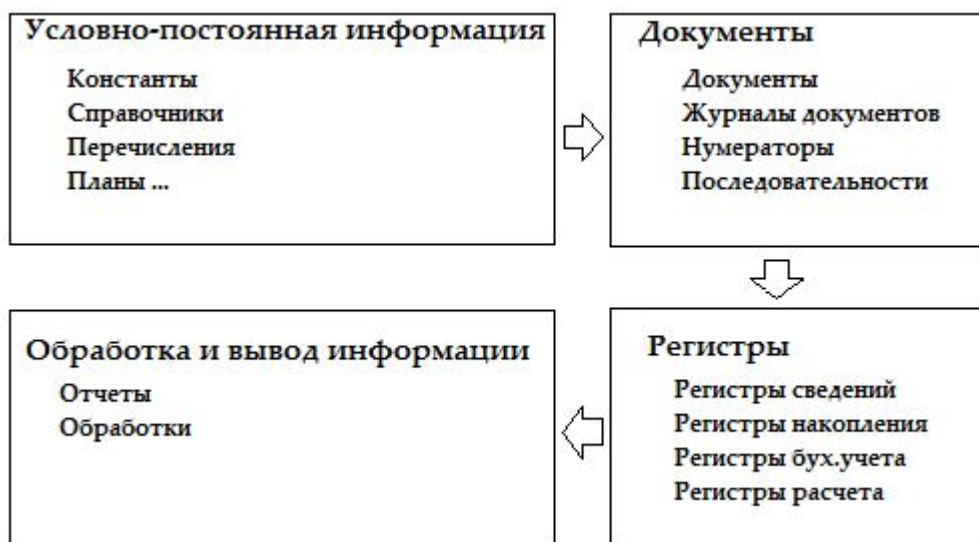 Условно-постоянная информация
Константы
Справочники
Перечисления
Планы ...
Документы
Документы
Журналы документов
Нумераторы
Последовательности
Обработка и вывод информации
Отчеты
Обработки
Регистры
Регистры сведений
Регистры накопления
Регистры бух.учета
Регистры расчета